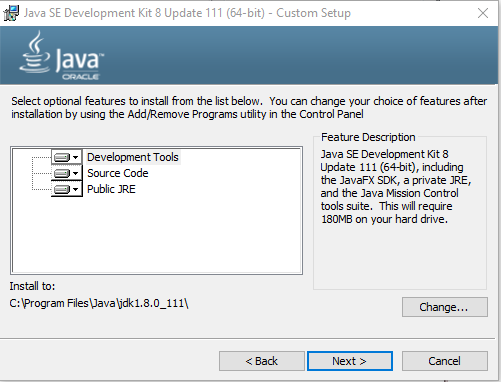 Java SE Development Kit 8 Update 111 (64-bit) - Custom Setup
Java™
ORACLE
Select optional features to install from the list below. You can change your choice of features after
installation by using the Add/Remove Programs utility in the Control Panel
Development Tools
Source Code
Public JRE
Feature Description
Java SE Development Kit 8
Update 111 (64-bit), including
the JavaFX SDK, a private JRE,
and the Java Mission Control
tools suite. This will require
180MB on your hard drive.
Install to:
C:\Program Files\Java\jdk1.8.0_111\
Change...
< Back
Next >
Cancel